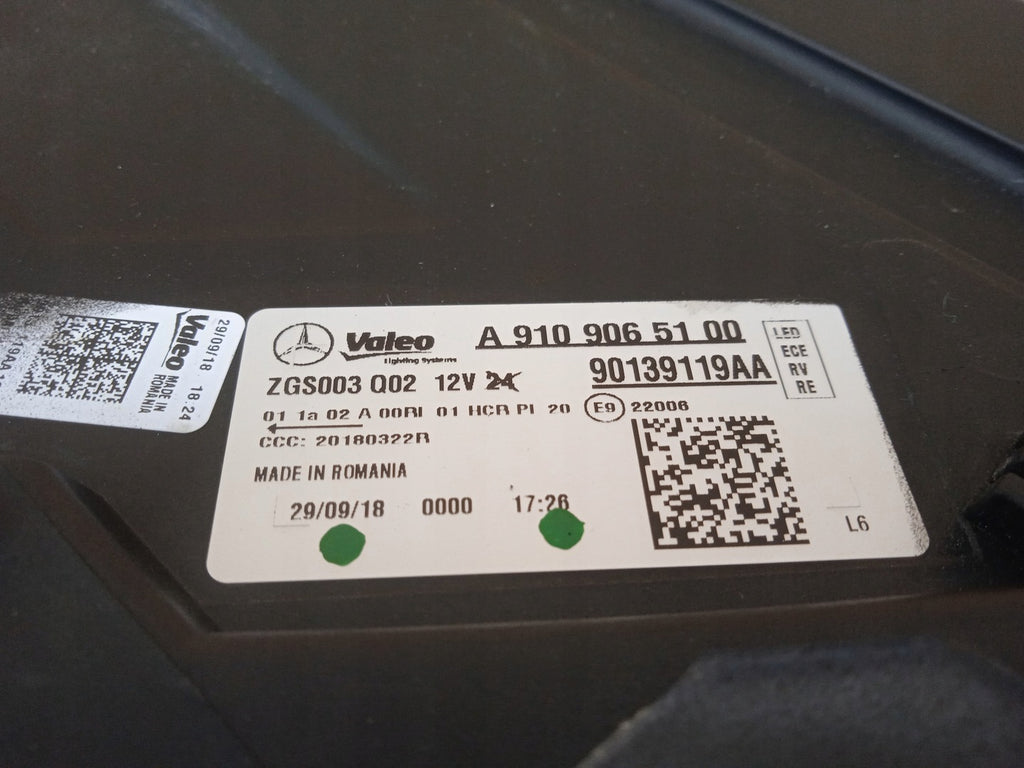 Valeo
Lighting Systems
A 910 906 51 00
ZGS003 Q02 12V 24
90139119AA
LED
ECE
RV
RE
01 1a 02 A 00RI 01 HCR PI 20 E9 22006
CCC: 20180322R
MADE IN ROMANIA
29/09/18 0000 17:26
L6
29/09/18 18 24
Valeo
MADE IN
ROMANIA